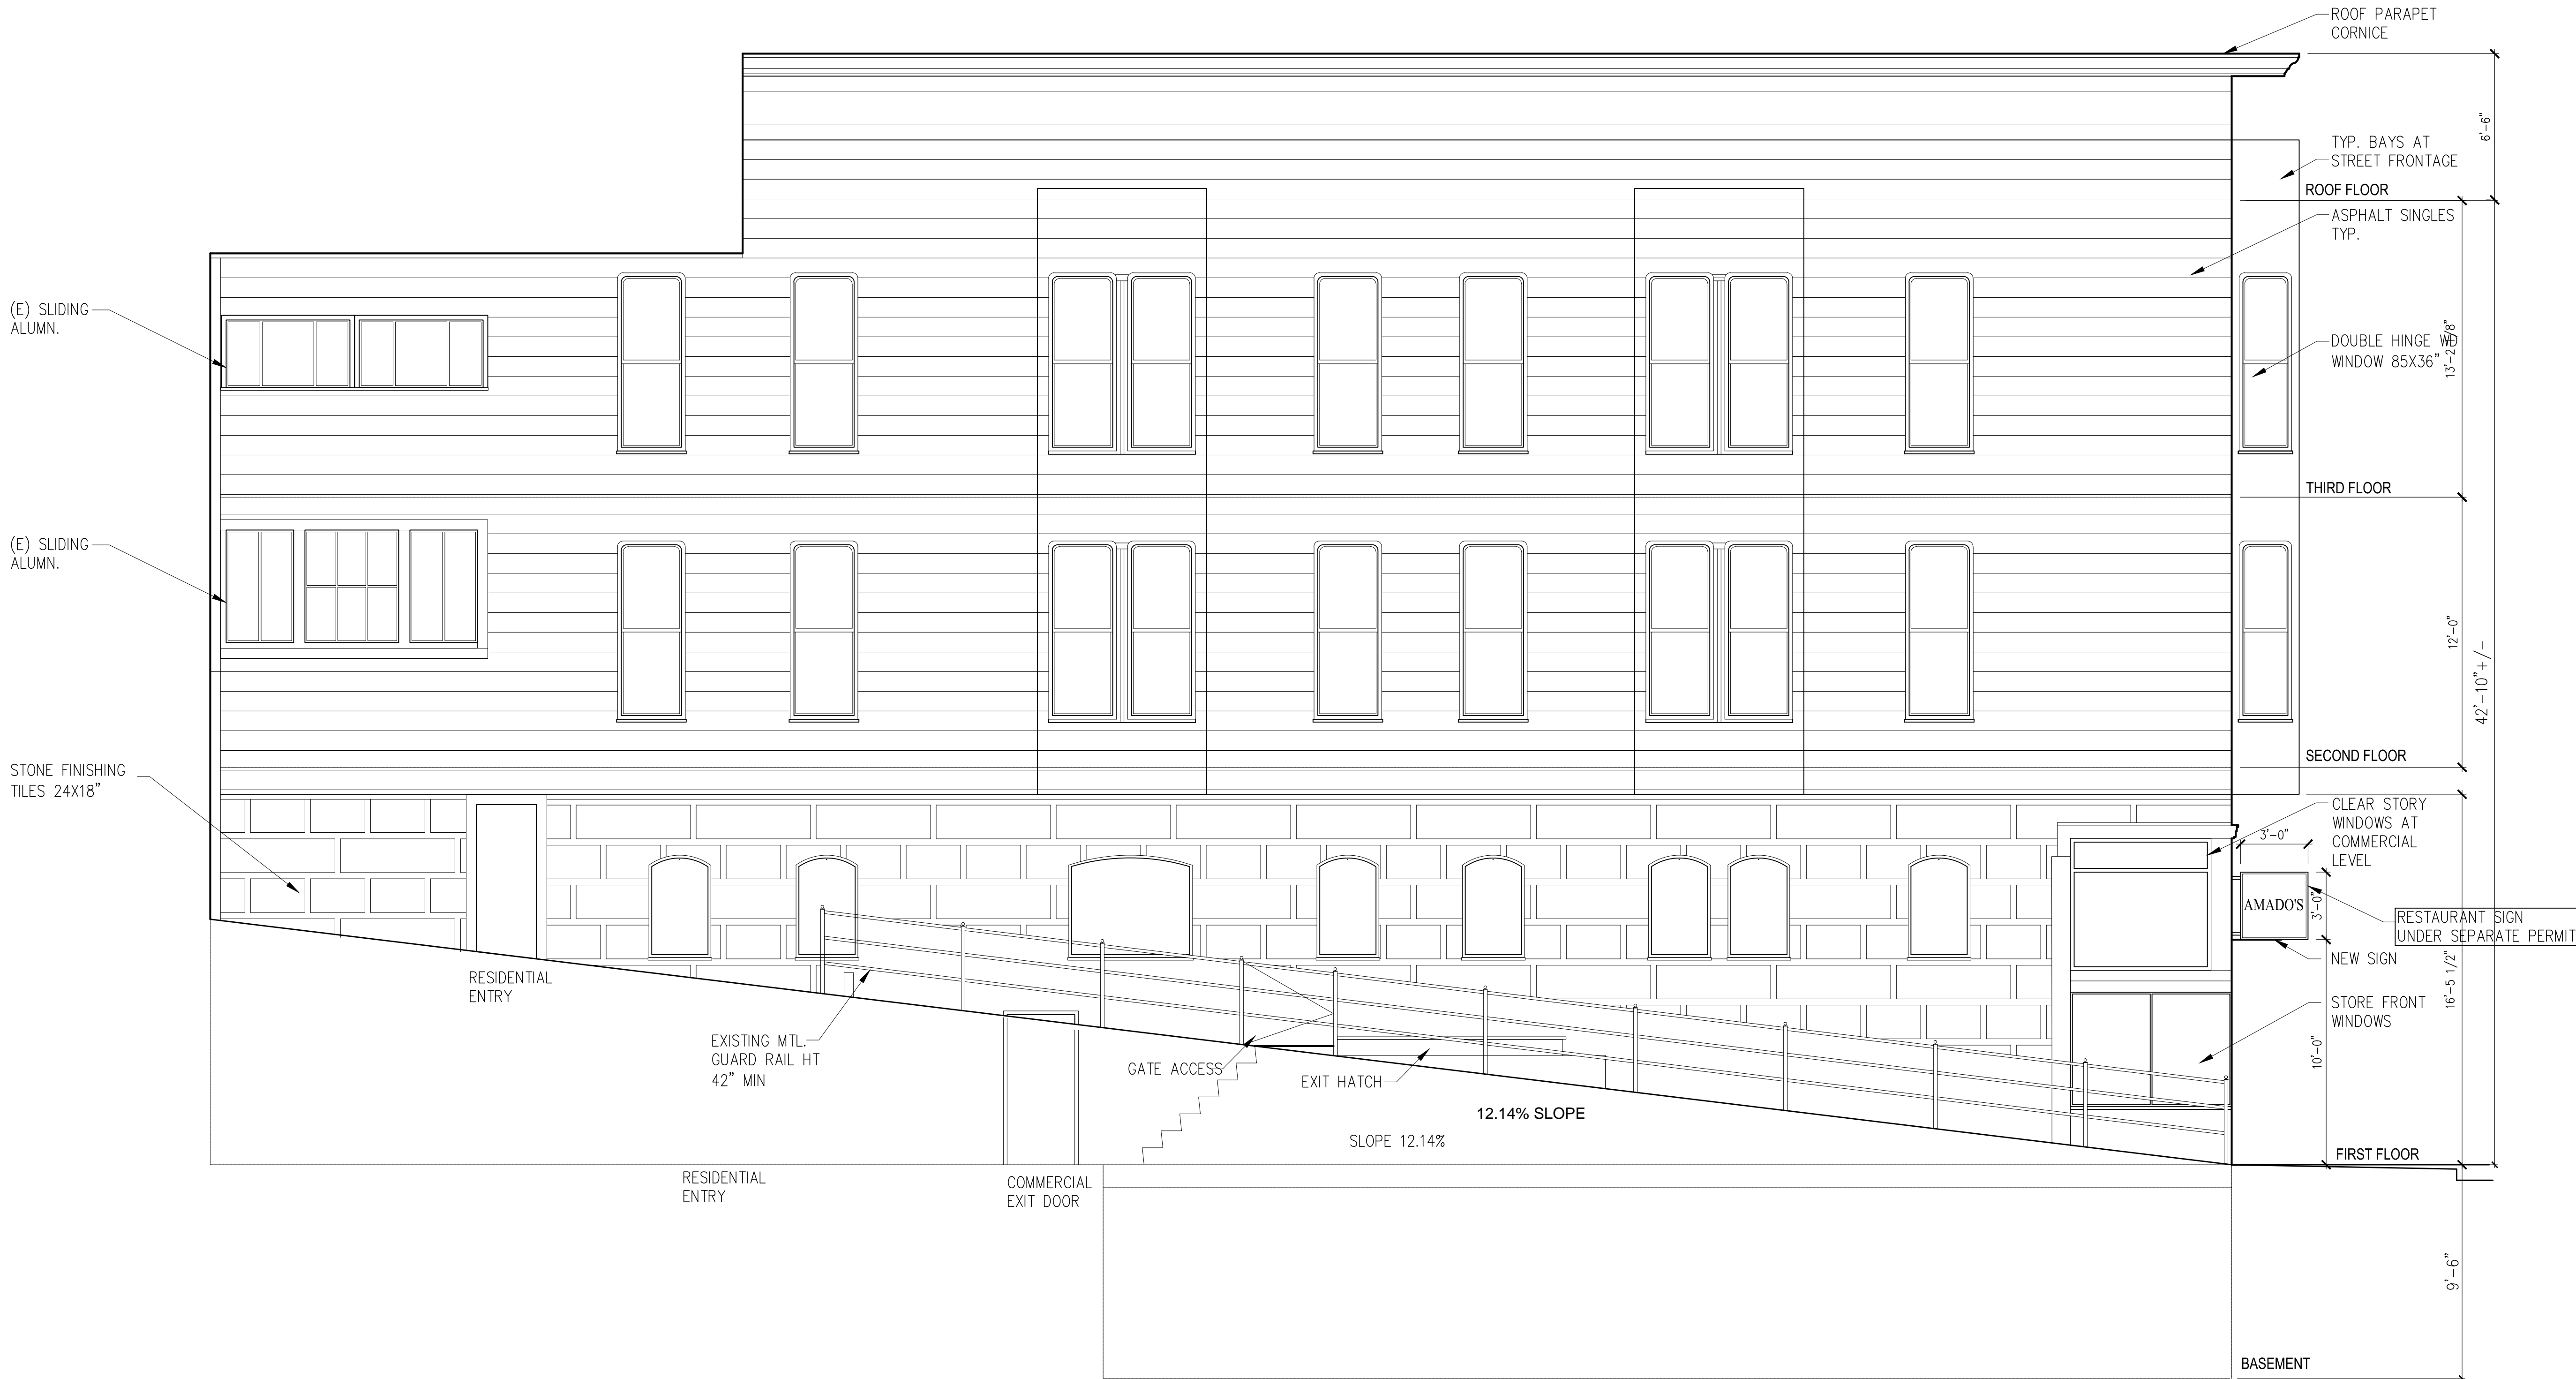 ROOF PARAPET
CORNICE
6'-6"
TYP. BAYS AT
STREET FRONTAGE
ROOF FLOOR
ASPHALT SINGLES
TYP.
(E) SLIDING
ALUMN.
DOUBLE HINGE WD
WINDOW 85X36"
THIRD FLOOR
(E) SLIDING
ALUMN.
12'-0"
42'-10"+/-
SECOND FLOOR
STONE FINISHING
TILES 24X18"
CLEAR STORY
WINDOWS AT
COMMERCIAL
LEVEL
3'-0"
3'-0"
AMADO'S
RESTAURANT SIGN
UNDER SEPARATE PERMIT
NEW SIGN
16'-5 1/2"
STORE FRONT
WINDOWS
10'-0"
RESIDENTIAL
ENTRY
EXISTING MTL.
GUARD RAIL HT
42" MIN
GATE ACCESS
EXIT HATCH
12.14% SLOPE
SLOPE 12.14%
FIRST FLOOR
RESIDENTIAL
ENTRY
COMMERCIAL
EXIT DOOR
9'-6"
BASEMENT